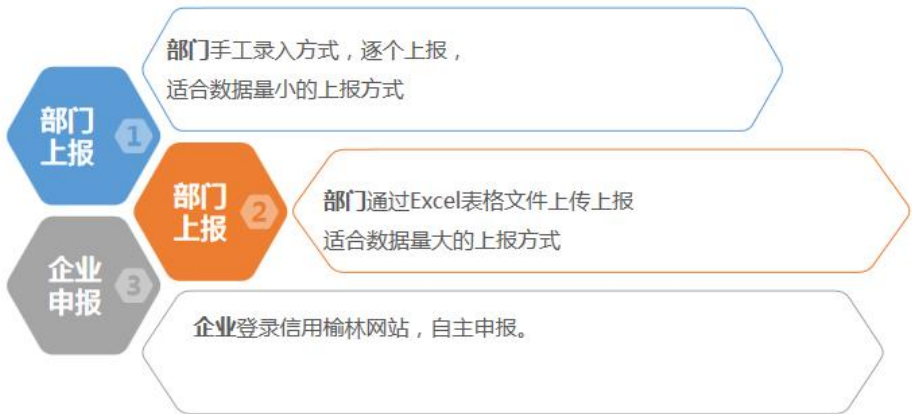 部门手工录入方式，逐个上报，
适合数据量小的上报方式
部门
上报
1
部门
上报
2
部门通过Excel表格文件上传上报
适合数据量大的上报方式
企业
申报
3
企业登录信用榆林网站，自主申报。